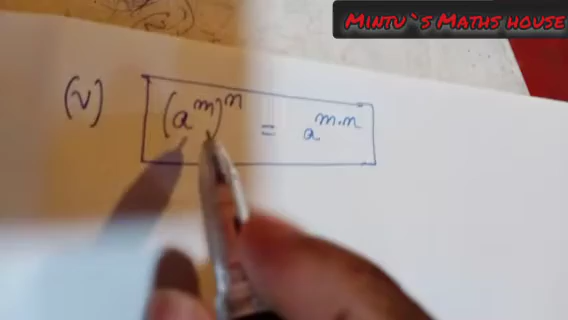 Mintu`s Maths house
(v) (a^m)^n = a^m.n